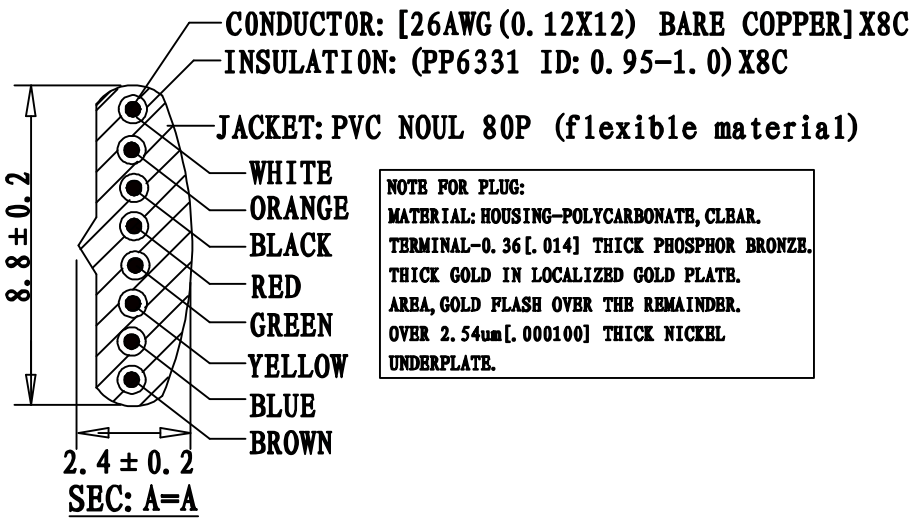 CONDUCTOR: [26AWG(0.12X12) BARE COPPER]X8C
INSULATION: (PP6331 ID:0.95-1.0)X8C
JACKET:PVC NOUL 80P (flexible material)
WHITE
ORANGE
BLACK
RED
GREEN
YELLOW
BLUE
BROWN
8.8±0.2
2.4±0.2
SEC: A=A
NOTE FOR PLUG:
MATERIAL:HOUSING-POLYCARBONATE,CLEAR.
TERMINAL-0.36[.014] THICK PHOSPHOR BRONZE.
THICK GOLD IN LOCALIZED GOLD PLATE.
AREA,GOLD FLASH OVER THE REMAINDER.
OVER 2.54um[.000100] THICK NICKEL
UNDERPLATE.